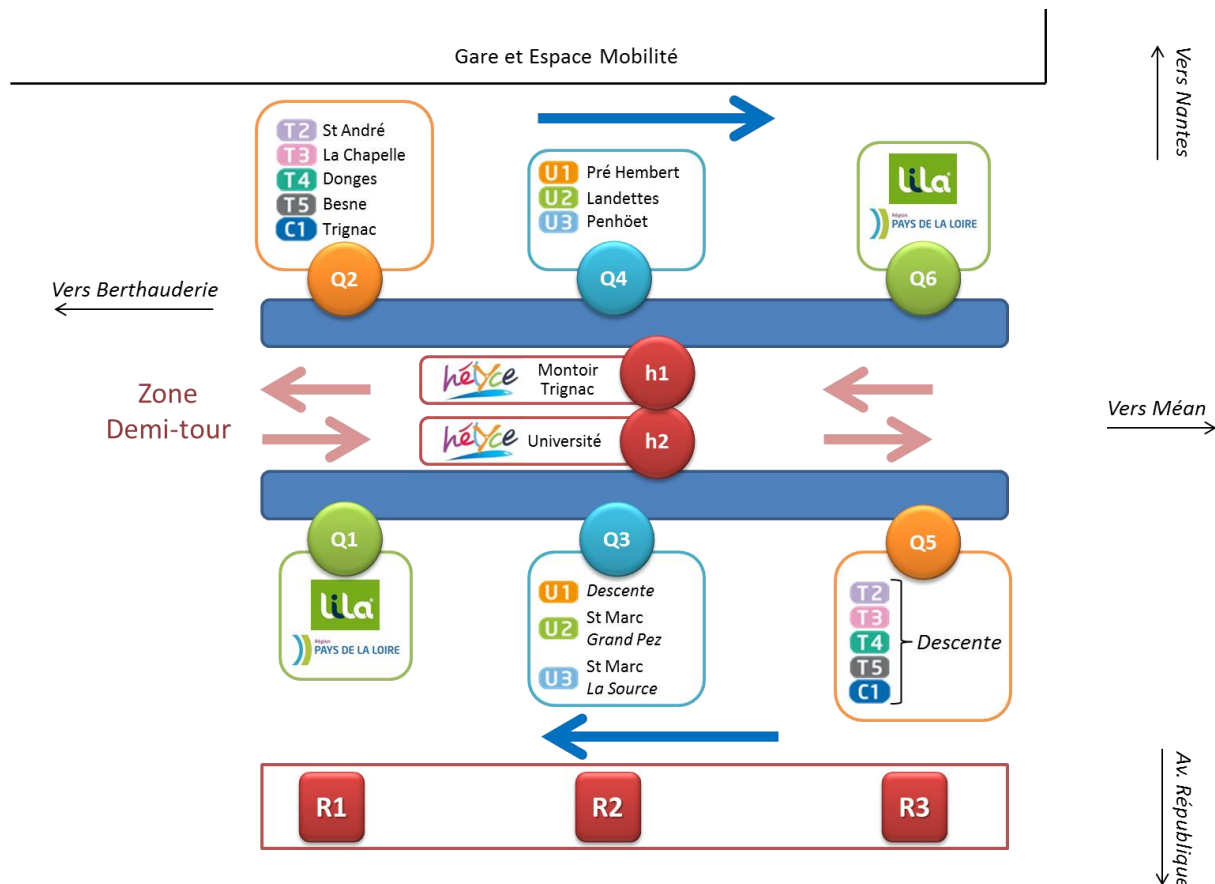 Gare et Espace Mobilité
Vers Nantes
T2 St André
T3 La Chapelle
T4 Donges
T5 Besne
C1 Trignac
Q2
U1 Pré Hembert
U2 Landettes
U3 Penhöet
Q4
lila
Région
PAYS DE LA LOIRE
Q6
Vers Berthauderie
hélYce Montoir
Trignac
h1
Zone
Demi-tour
hélYce Université
h2
Vers Méan
Q1
lila
Région
PAYS DE LA LOIRE
Q3
U1 Descente
U2 St Marc
Grand Pez
U3 St Marc
La Source
Q5
T2
T3
T4
T5
C1
Descente
R1
R2
R3
Av. République